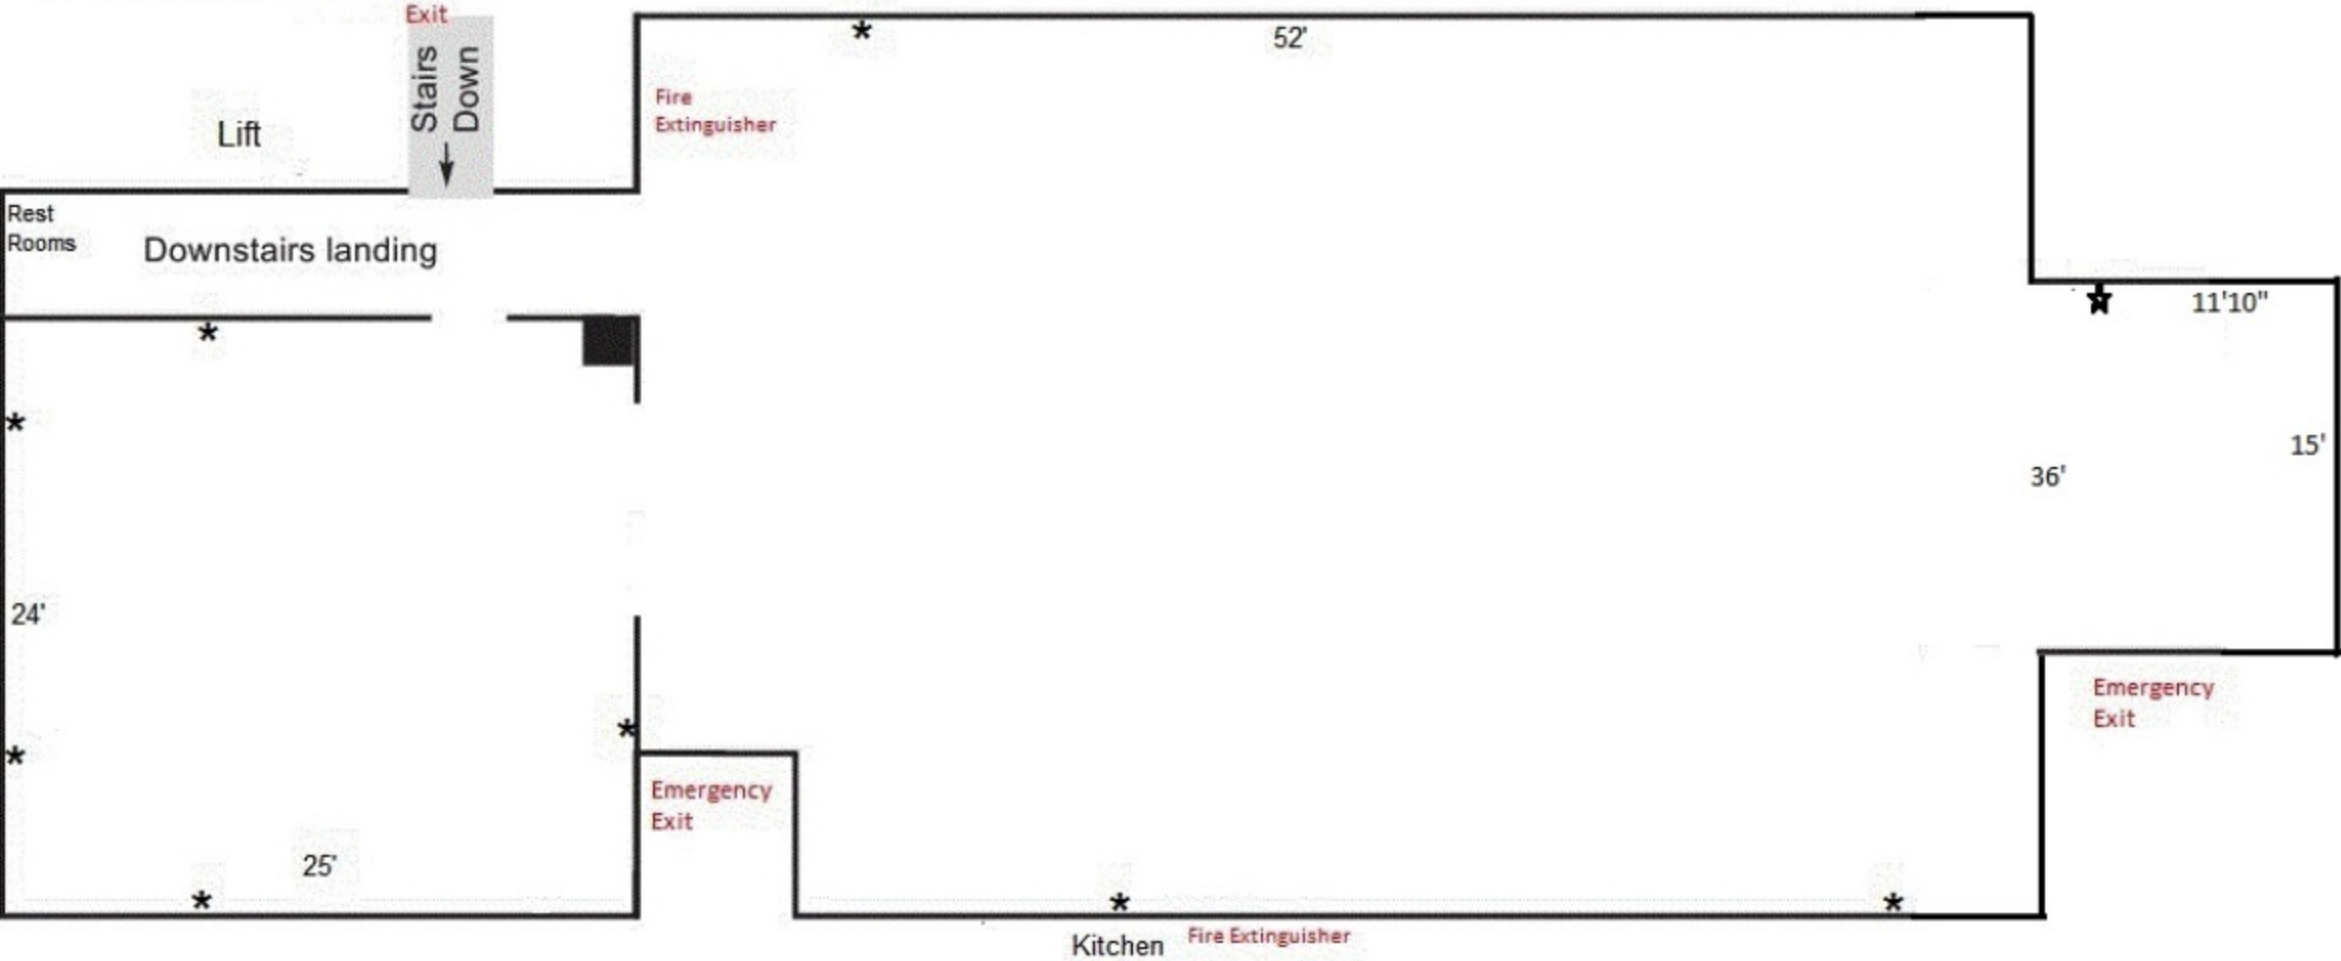 Exit
Stairs
Down
52'
Fire
Extinguisher
Lift
Rest
Rooms
Downstairs landing
11'10"
15'
36'
24'
Emergency
Exit
Emergency
Exit
25'
Kitchen
Fire Extinguisher